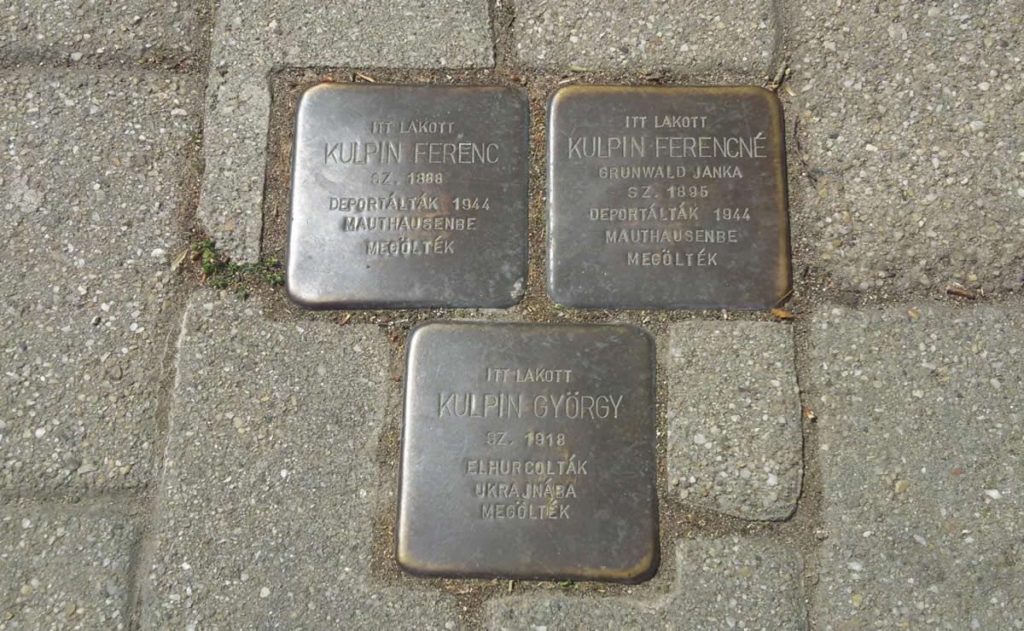 ITT LAKOTT
KULPIN FERENC
SZ. 1888
DEPORTÁLTÁK 1944
MAUTHAUSENBE
MEGÖLTÉK
ITT LAKOTT
KULPIN FERENCNÉ
GRUNWALD JANKA
SZ. 1895
DEPORTÁLTÁK 1944
MAUTHAUSENBE
MEGÖLTÉK
ITT LAKOTT
KULPIN GYÖRGY
SZ. 1918
ELHURCOLTÁK
UKRAJNÁBA
MEGÖLTÉK